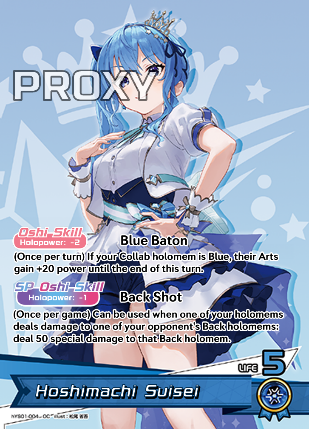 PROXY
Oshi Skill
Holopower: -2
Blue Baton
(Once per turn) If your Collab holomem is Blue, their Arts
gain +20 power until the end of this turn.
SP Oshi Skill
Holopower: -1
Back Shot
(Once per game) Can be used when one of your holomems
deals damage to one of your opponent's Back holomems:
deal 50 special damage to that Back holomem.
LIFE 5
Hoshimachi Suisei
hYS01-004